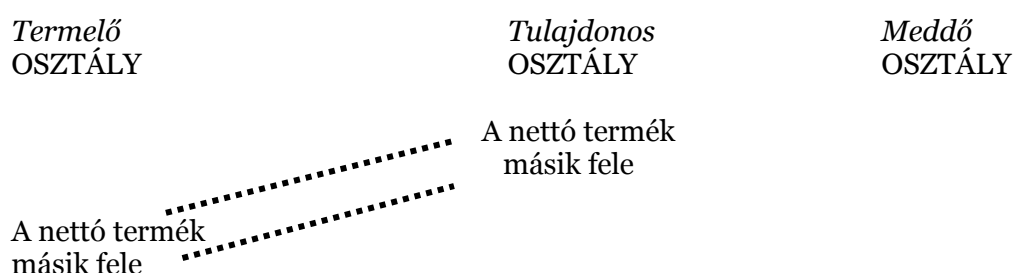 Termelő Tulajdonos Meddő
OSZTÁLY OSZTÁLY OSZTÁLY
A nettó termék
másik fele
A nettó termék
másik fele